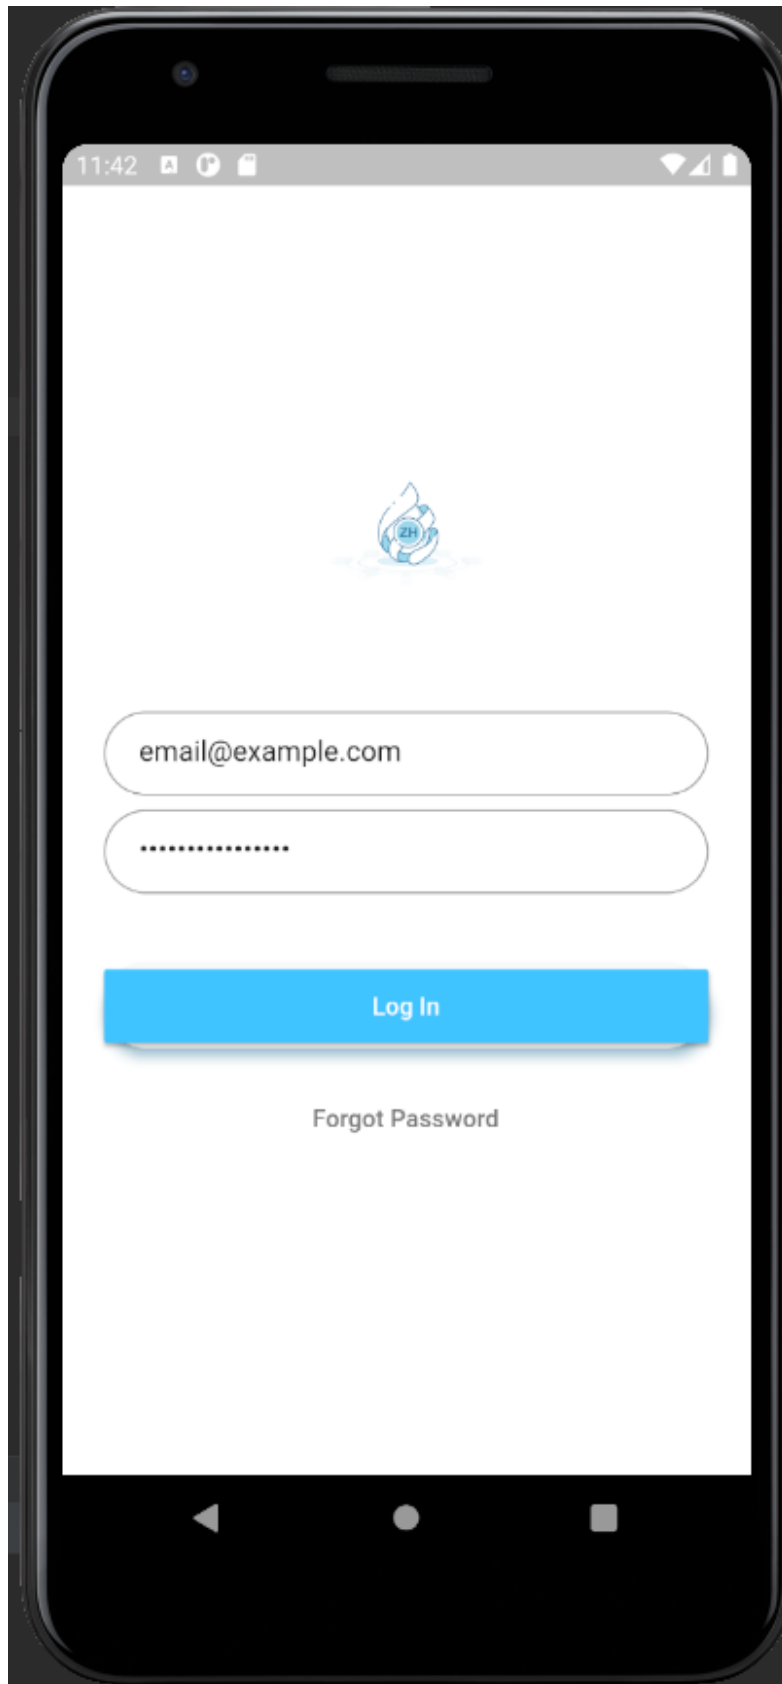 11:42
ZH
email@example.com
••••••••••••••••
Log In
Forgot Password